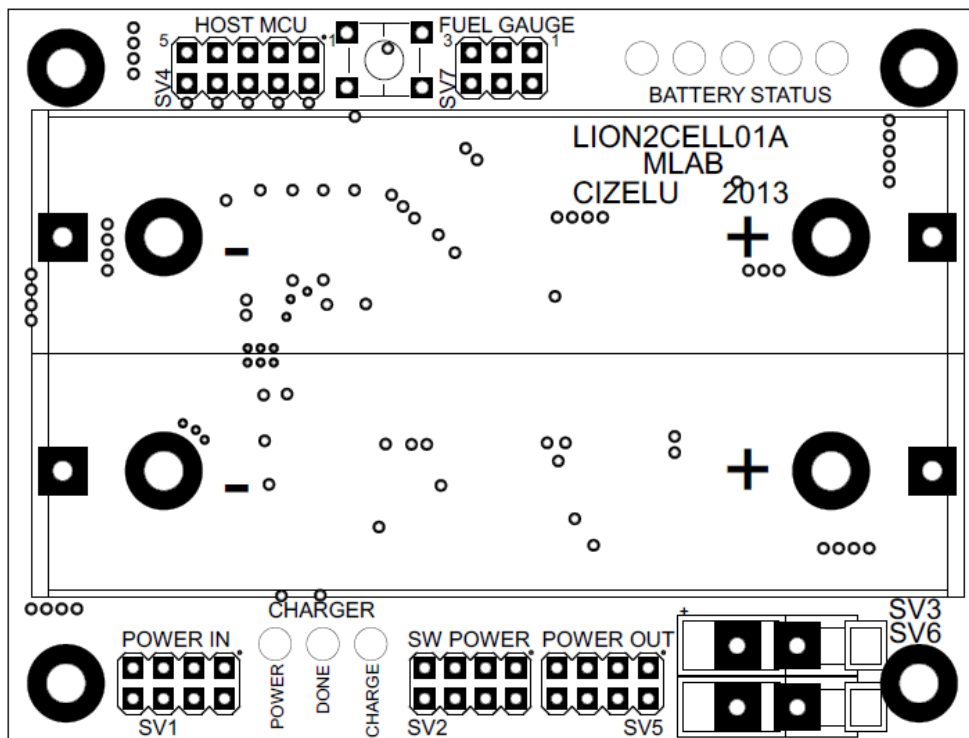 HOST MCU
FUEL GAUGE
5
1
3
1
SV4
SV7
BATTERY STATUS
LION2CELL01A
MLAB
CIZELU 2013
-
+
-
+
CHARGER
+
SV3
SV6
POWER IN
SW POWER
POWER OUT
POWER
DONE
CHARGE
SV1
SV2
SV5